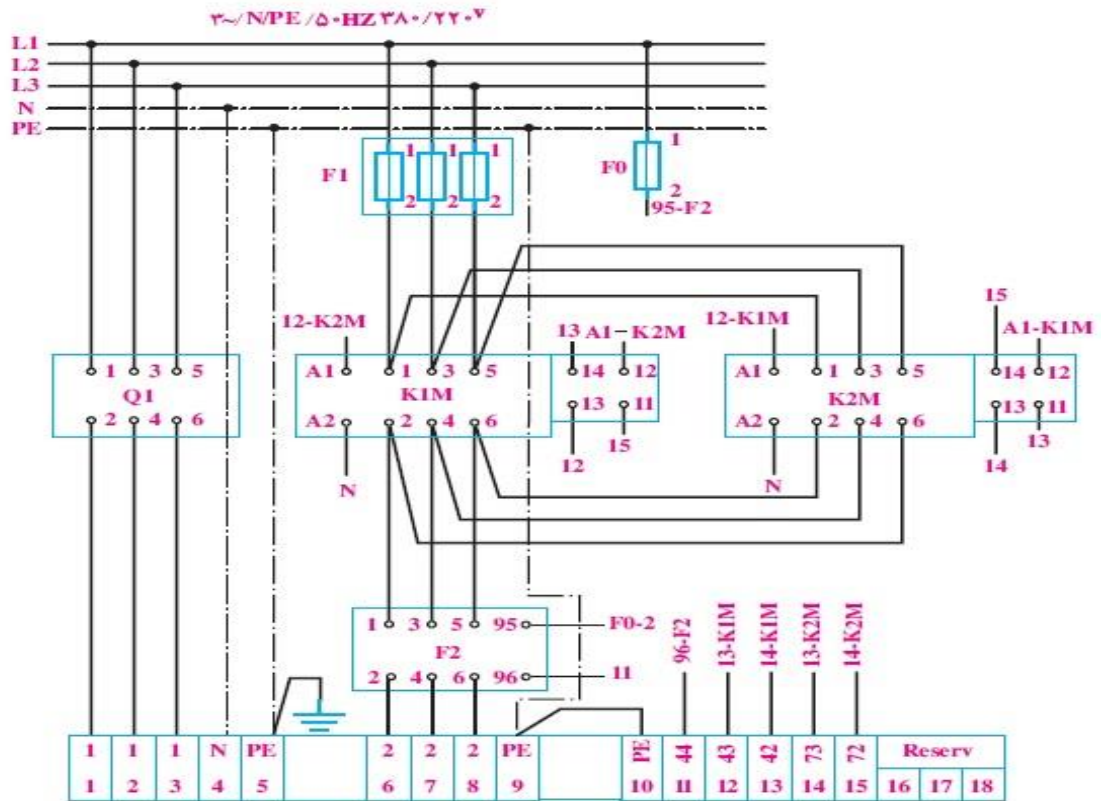 ۳~/N/PE/۵۰HZ ۳۸۰/۲۲۰v
L1
L2
L3
N
PE
F1 1 1 1
2 2 2
F0 1
2
95-F2
12-K2M 13 A1-K2M 12-K1M 15 A1-K1M
1 3 5 A1 1 3 5 14 12 A1 1 3 5 14 12
Q1 K1M K2M
2 4 6 A2 2 4 6 13 11 A2 2 4 6 13 11
N 12 15 N 14 13
1 3 5 95 F0-2
F2
2 4 6 96 11
96-F2 13-K1M 14-K1M 13-K2M 14-K2M
1 1 1 N PE 2 2 2 PE PE 44 43 42 73 72 Reserv
1 2 3 4 5 6 7 8 9 10 11 12 13 14 15 16 17 18